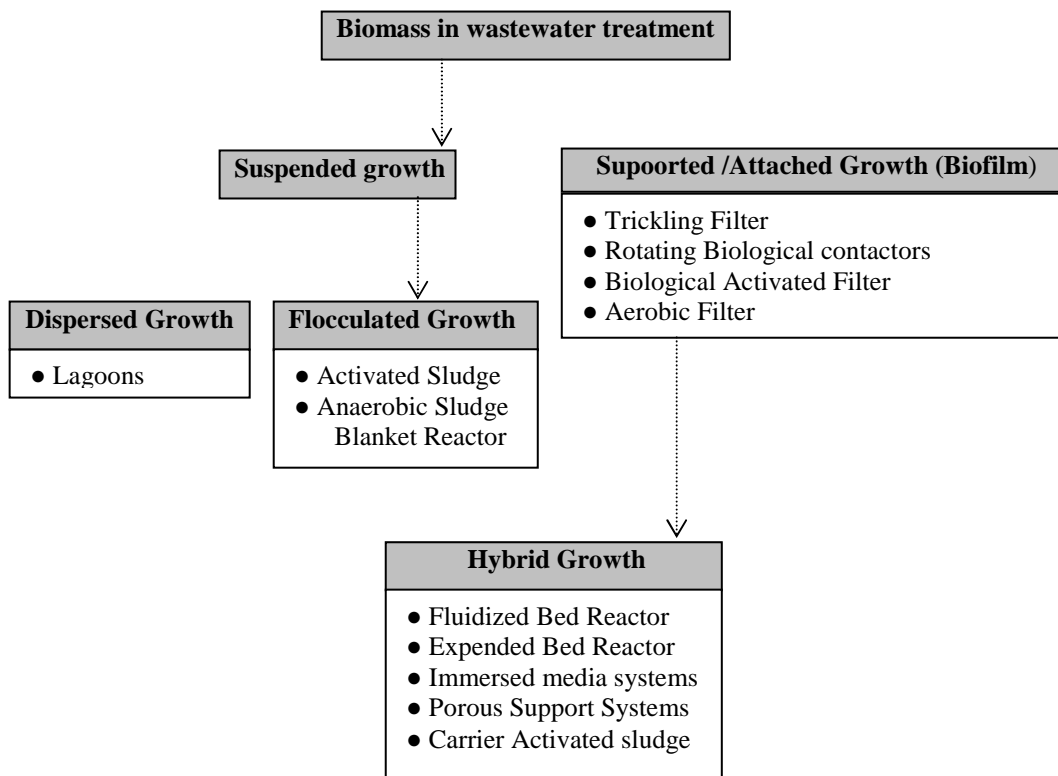 Biomass in wastewater treatment
Suspended growth
Supoorted /Attached Growth (Biofilm)
● Trickling Filter
● Rotating Biological contactors
● Biological Activated Filter
● Aerobic Filter
Dispersed Growth
● Lagoons
Flocculated Growth
● Activated Sludge
● Anaerobic Sludge
Blanket Reactor
Hybrid Growth
● Fluidized Bed Reactor
● Expended Bed Reactor
● Immersed media systems
● Porous Support Systems
● Carrier Activated sludge